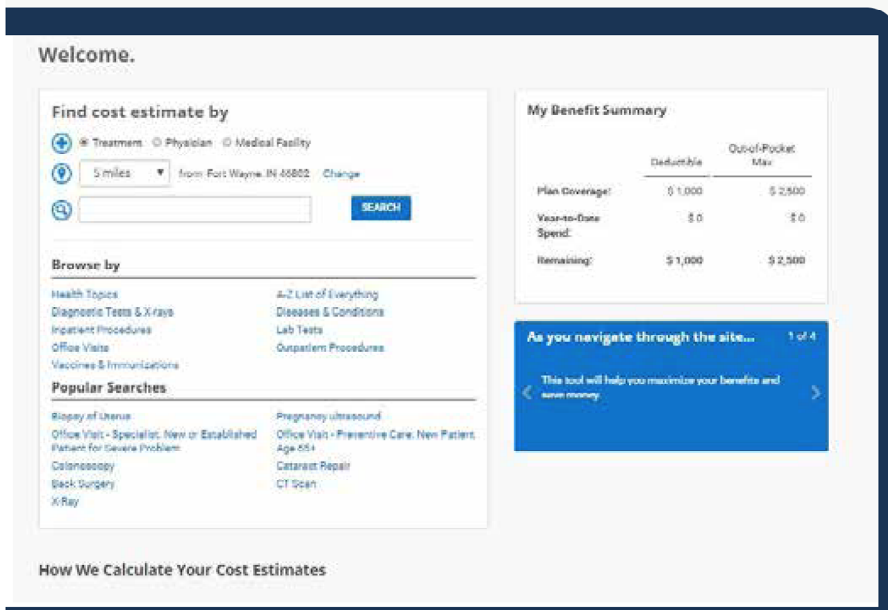 Welcome.
Find cost estimate by
Treatment Physician Medical Facility
5 miles from Fort Wayne, IN 46802 Change
SEARCH
Browse by
Health Topics
Diagnostic Tests & X-rays
Inpatient Procedures
Office Visits
Vaccines & Immunizations
A-Z List of Everything
Diseases & Conditions
Lab Tests
Outpatient Procedures
Popular Searches
Biopsy of Uterus
Office Visit - Specialist, New or Established
Patient for Severe Problem
Colonoscopy
Back Surgery
X-Ray
Pregnancy ultrasound
Office Visit - Preventive Care, New Patient,
Age 65+
Cataract Repair
CT Scan
My Benefit Summary
Deductible Out-of-Pocket
Max
Plan Coverage: $ 1,000 $ 2,500
Year-to-Date $ 0 $ 0
Spend:
Remaining: $ 1,000 $ 2,500
As you navigate through the site... 1 of 4
This tool will help you maximize your benefits and
save money.
How We Calculate Your Cost Estimates